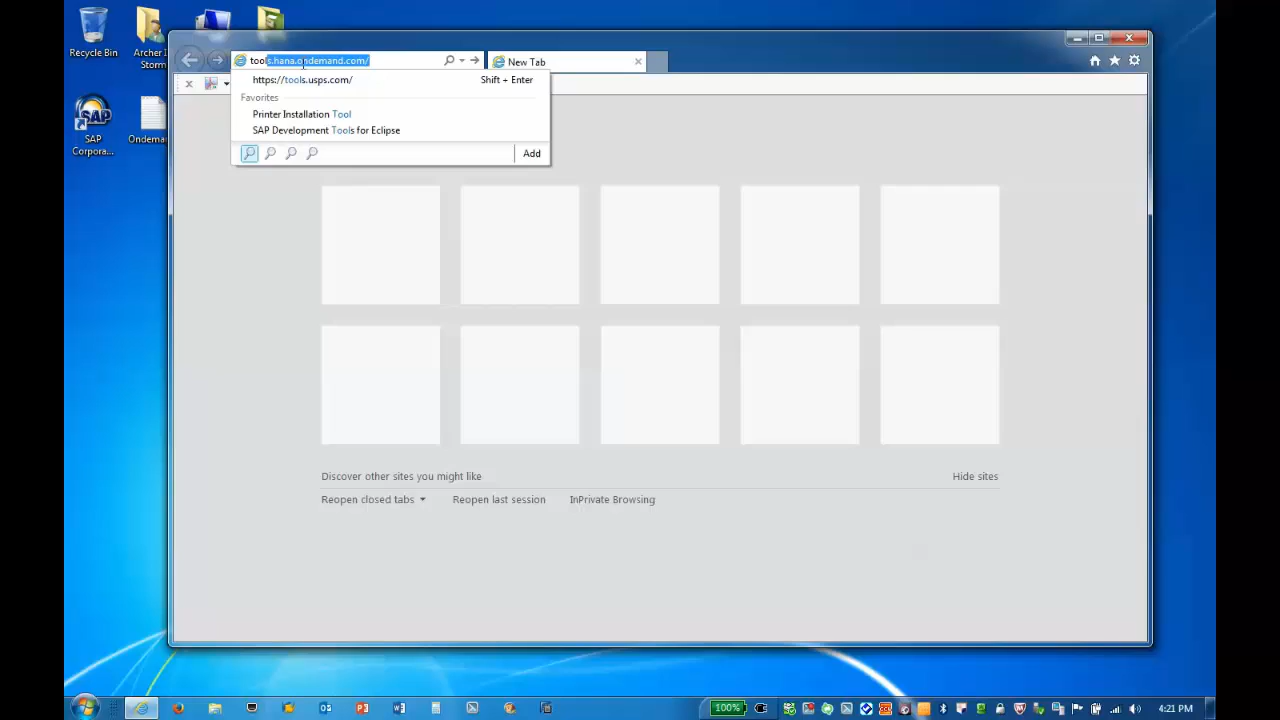 Recycle Bin
Archer I
Storm
SAP
Corpora...
Ondem
tools.hana.ondemand.com/
New Tab
https://tools.usps.com/
Shift + Enter
Favorites
Printer Installation Tool
SAP Development Tools for Eclipse
Add
Discover other sites you might like
Hide sites
Reopen closed tabs
Reopen last session
InPrivate Browsing
100%
4:21 PM